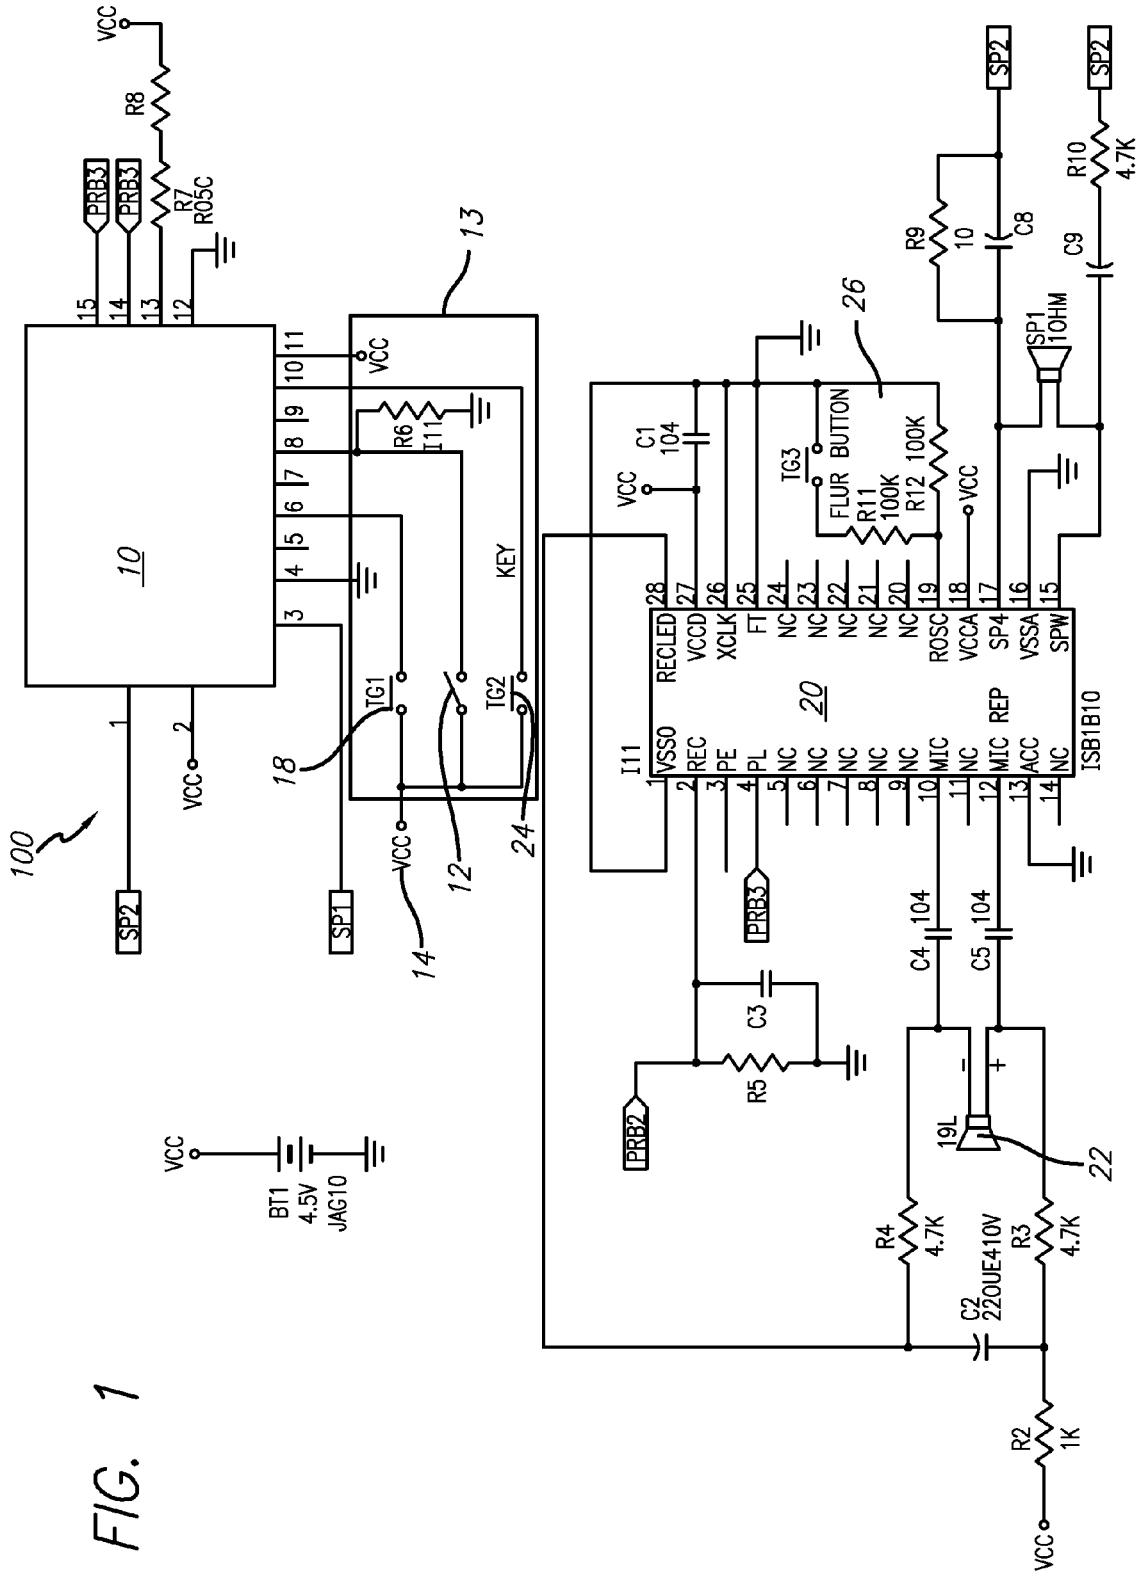 FIG. 1
100
VCC
R8
PRB3
PRB3
R7
R05C
15
14
13
12
10
1
2
VCC
SP2
SP1
3
4
5
6
7
8
9
10
11
VCC
13
R6
I11
TG1
18
12
TG2
24
KEY
VCC
14
VCC
BT1
4.5V
JAG10
I11
20
ISB1B10
1
VSSO
2
REC
3
PE
4
PL
5
NC
6
NC
7
NC
8
NC
9
NC
10
MIC
11
NC
12
MIC REP
13
ACC
14
NC
28
RECLED
27
VCCD
26
XCLK
25
FT
24
NC
23
NC
22
NC
21
NC
20
NC
19
ROSC
18
VCCA
17
SP4
16
VSSA
15
SPW
VCC
C1
104
TG3
FLUR BUTTON
26
R11
100K
R12
100K
VCC
R9
10
C8
SP2
SP1
10HM
C9
R10
4.7K
SP2
PRB3
PRB2
R5
C3
C4
104
C5
104
19L
-
+
22
R4
4.7K
R3
4.7K
C2
220UE410V
R2
1K
VCC